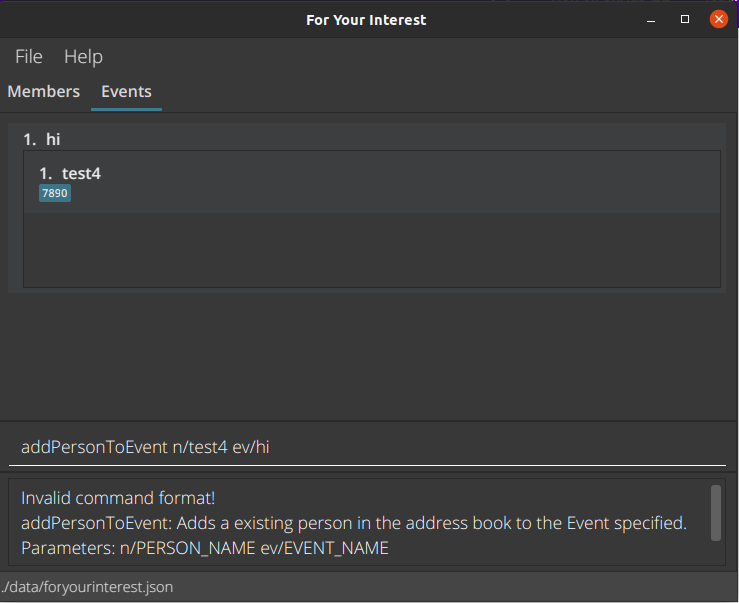 For Your Interest
File Help
Members Events
1. hi
1. test4
7890
addPersonToEvent n/test4 ev/hi
Invalid command format!
addPersonToEvent: Adds a existing person in the address book to the Event specified.
Parameters: n/PERSON_NAME ev/EVENT_NAME
./data/foryourinterest.json